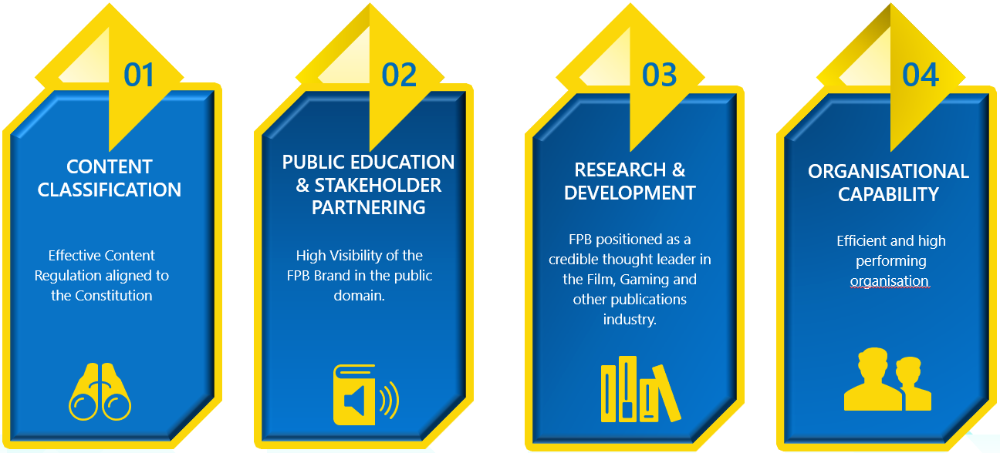 01
CONTENT
CLASSIFICATION
Effective Content
Regulation aligned to
the Constitution
02
PUBLIC EDUCATION
& STAKEHOLDER
PARTNERING
High Visibility of the
FPB Brand in the public
domain.
03
RESEARCH &
DEVELOPMENT
FPB positioned as a
credible thought leader in
the Film, Gaming and
other publications
industry.
04
ORGANISATIONAL
CAPABILITY
Efficient and high
performing
organisation